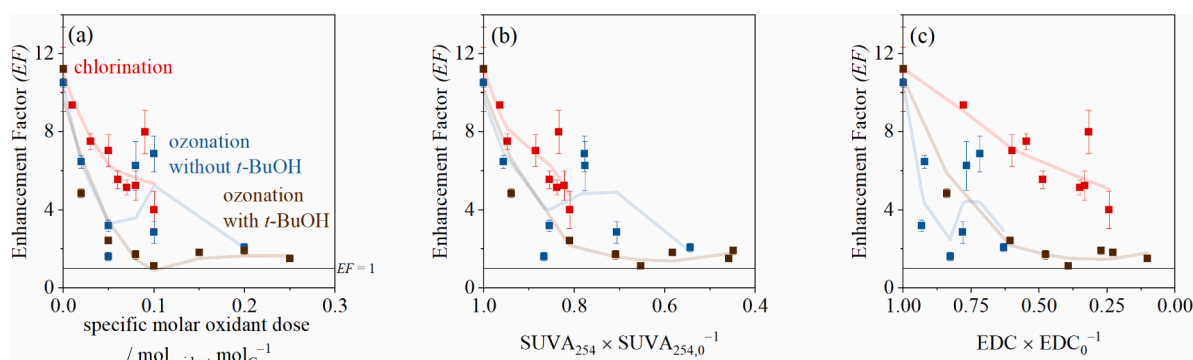 (a)
chlorination
ozonation
without t-BuOH
ozonation
with t-BuOH
EF = 1
Enhancement Factor (EF)
12
8
4
0
0.0 0.1 0.2 0.3
specific molar oxidant dose
(b)
Enhancement Factor (EF)
12
8
4
0
1.0 0.8 0.6 0.4
SUVA₂₅₄ × SUVA₂₅₄,₀⁻¹
(c)
Enhancement Factor (EF)
12
8
4
0
1.00 0.75 0.50 0.25 0.00
EDC × EDC₀⁻¹